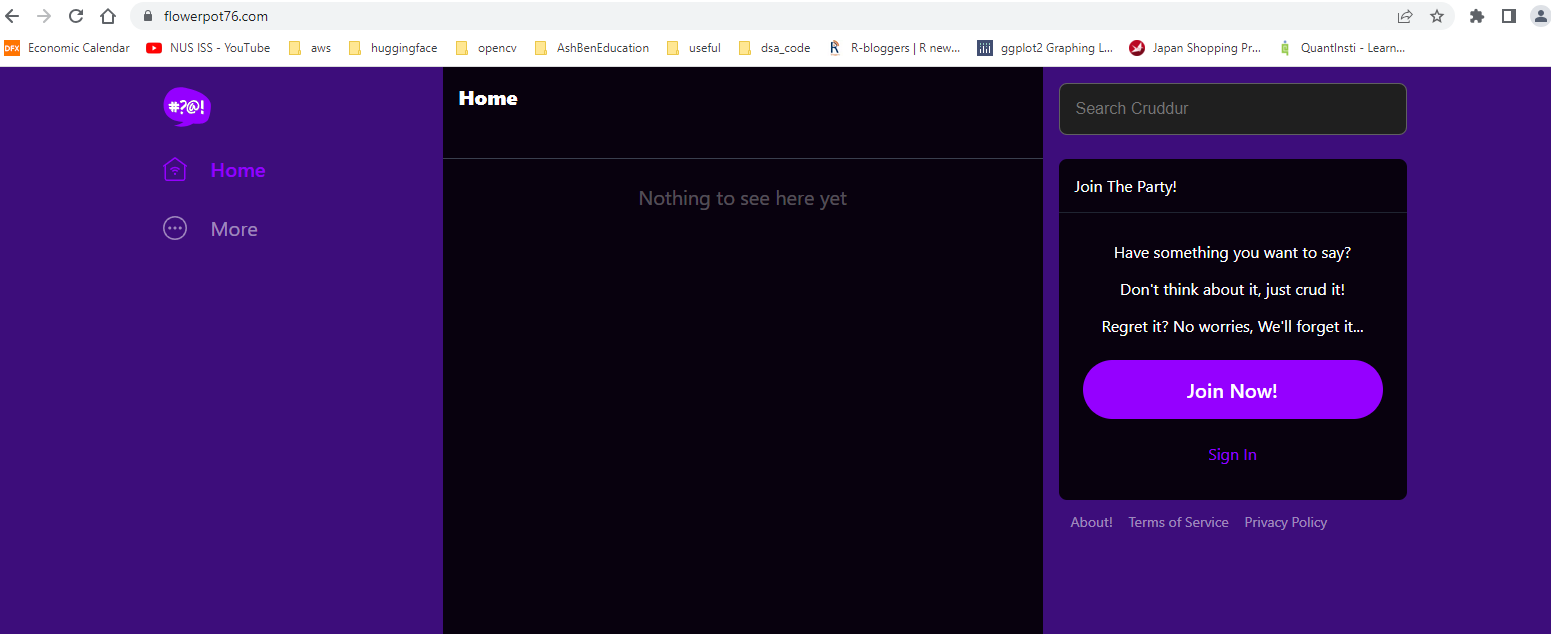 flowerpot76.com
DFX Economic Calendar NUS ISS - YouTube aws huggingface opencv AshBenEducation useful dsa_code R-bloggers | R new... ggplot2 Graphing L... Japan Shopping Pr... QuantInsti - Learn...
#?@!
Home
More
Home
Nothing to see here yet
Search Cruddur
Join The Party!
Have something you want to say?
Don't think about it, just crud it!
Regret it? No worries, We'll forget it...
Join Now!
Sign In
About! Terms of Service Privacy Policy